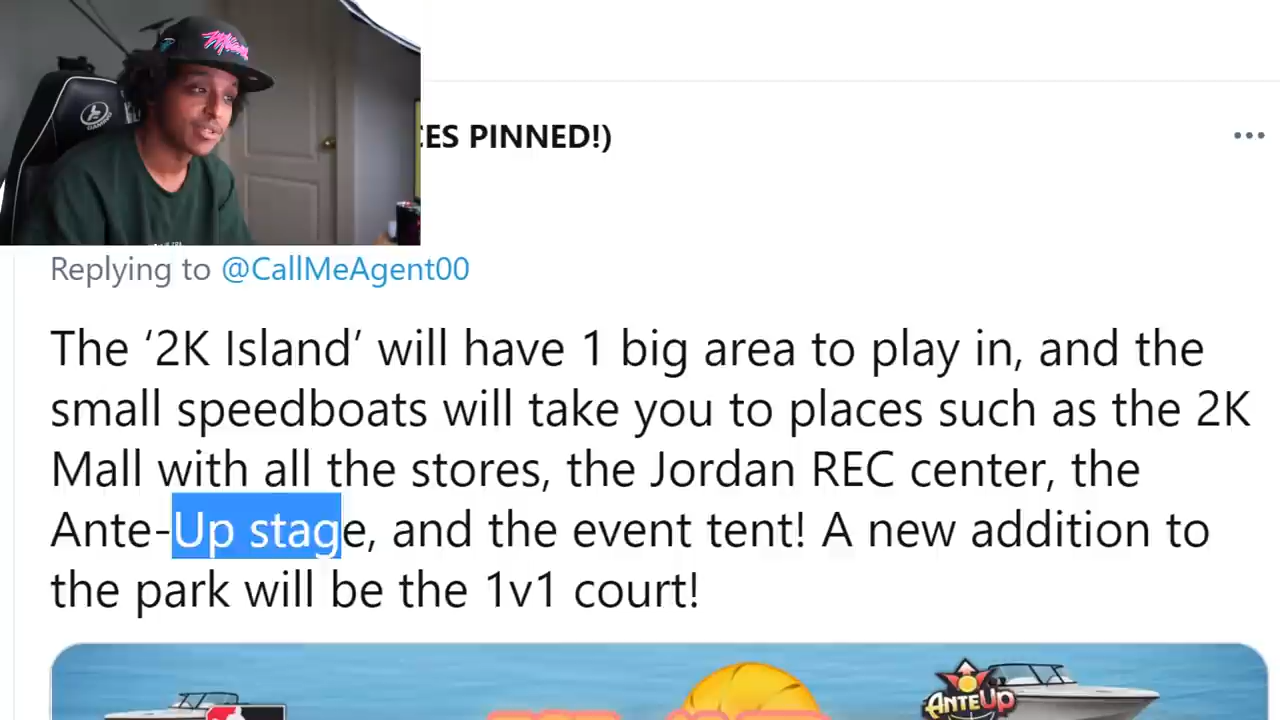 Miami
GAMING
ES PINNED!)
Replying to @CallMeAgent00
The ‘2K Island’ will have 1 big area to play in, and the
small speedboats will take you to places such as the 2K
Mall with all the stores, the Jordan REC center, the
Ante-Up stage, and the event tent! A new addition to
the park will be the 1v1 court!
ANTEUP